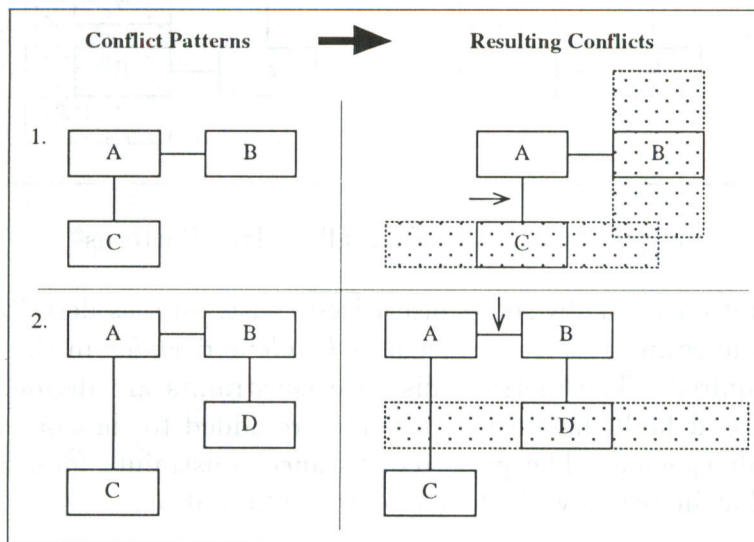 Conflict Patterns Resulting Conflicts
1.
A B A B
C C
2.
A B A B
D D
C C